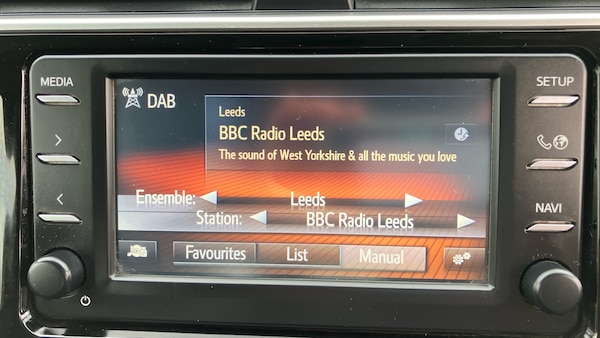 MEDIA
SETUP
DAB
Leeds
BBC Radio Leeds
The sound of West Yorkshire & all the music you love
Ensemble: Leeds
Station: BBC Radio Leeds
NAVI
Favourites List Manual